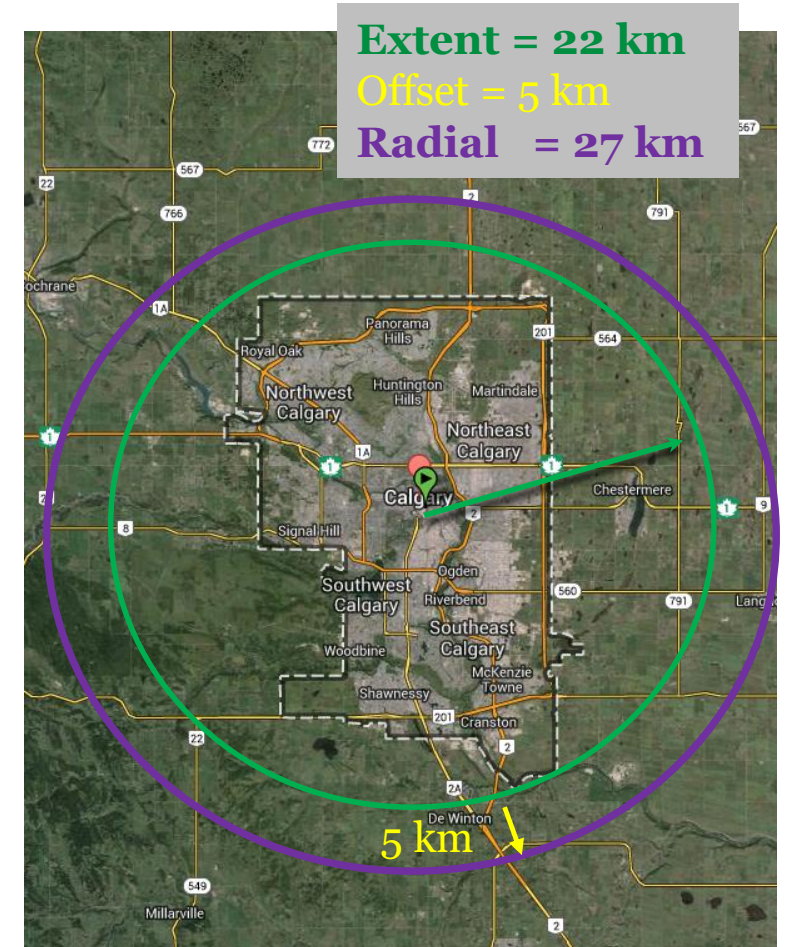 Extent = 22 km
Offset = 5 km
Radial = 27 km
772
567
567
22
766
2
791
ochrane
1A
Panorama
Hills
201
564
Royal Oak
Northwest
Calgary
Huntington
Hills
Martindale
Northeast
Calgary
1
1A
1
1
Chestermere
Calgary
2
1
9
2
8
Signal Hill
Ogden
Southwest
Calgary
Riverbend
560
791
Lang
Southeast
Calgary
Woodbine
McKenzie
Towne
Shawnessy
201
Cranston
22
2
2A
De Winton
5 km
549
Millarville
2